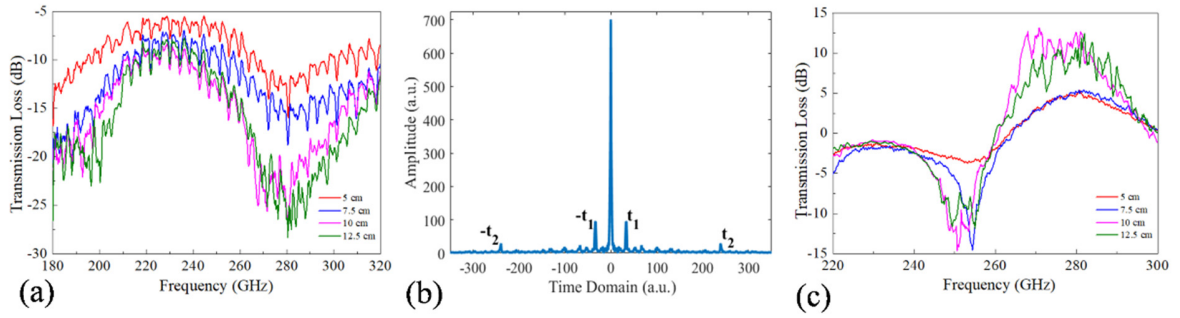 Transmission Loss (dB)
-5
-10
-15
-20
-25
-30
180 200 220 240 260 280 300 320
Frequency (GHz)
5 cm
7.5 cm
10 cm
12.5 cm
(a)
Amplitude (a.u.)
700
600
500
400
300
200
100
0
-t2
-t1
t1
t2
-300 -200 -100 0 100 200 300
Time Domain (a.u.)
(b)
Transmission Loss (dB)
15
10
5
0
-5
-10
-15
220 240 260 280 300
Frequency (GHz)
5 cm
7.5 cm
10 cm
12.5 cm
(c)